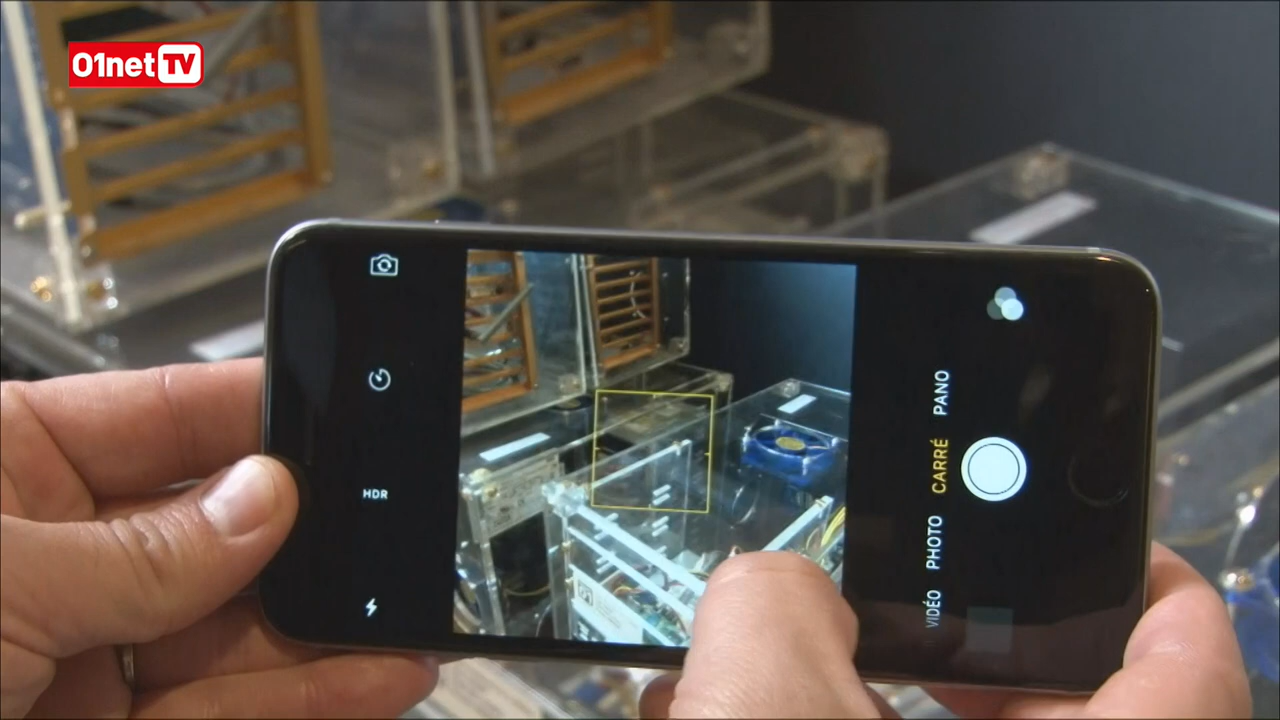 01netTV
HDR
PANO
CARRÉ
PHOTO
VIDÉO